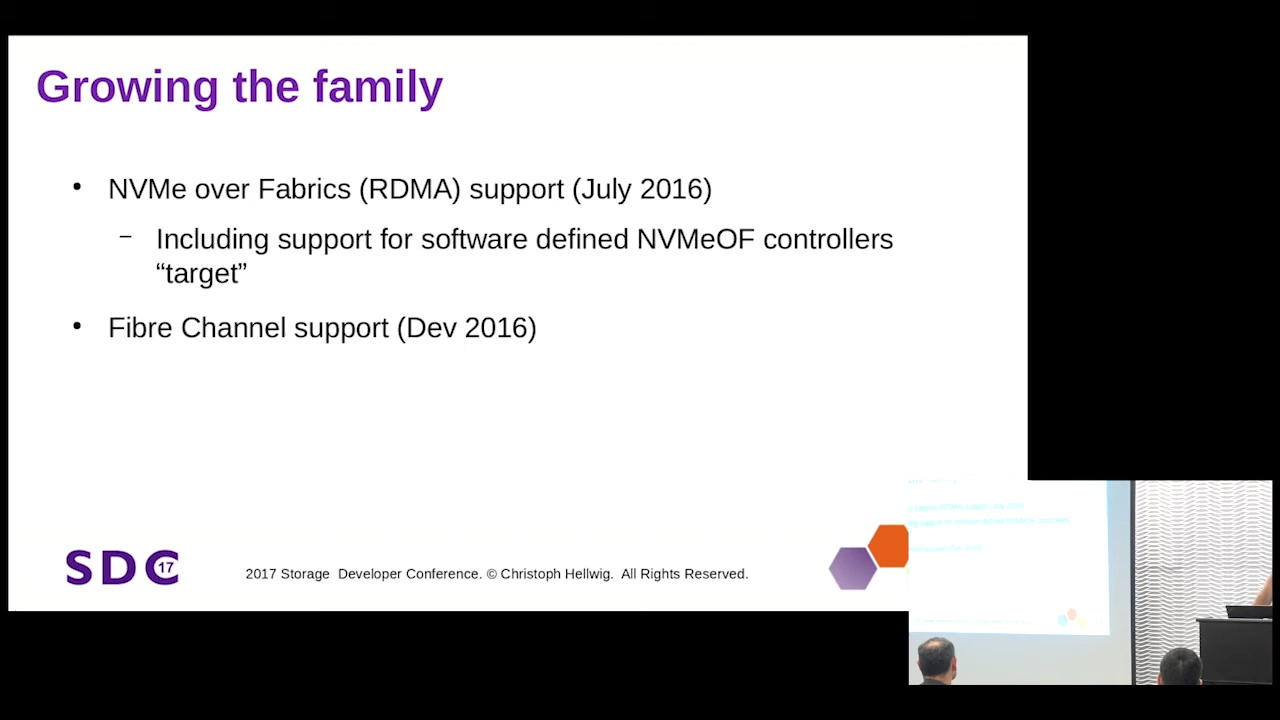 Growing the family
• NVMe over Fabrics (RDMA) support (July 2016)
– Including support for software defined NVMeOF controllers
“target”
• Fibre Channel support (Dev 2016)
SDC 17
2017 Storage Developer Conference. © Christoph Hellwig. All Rights Reserved.